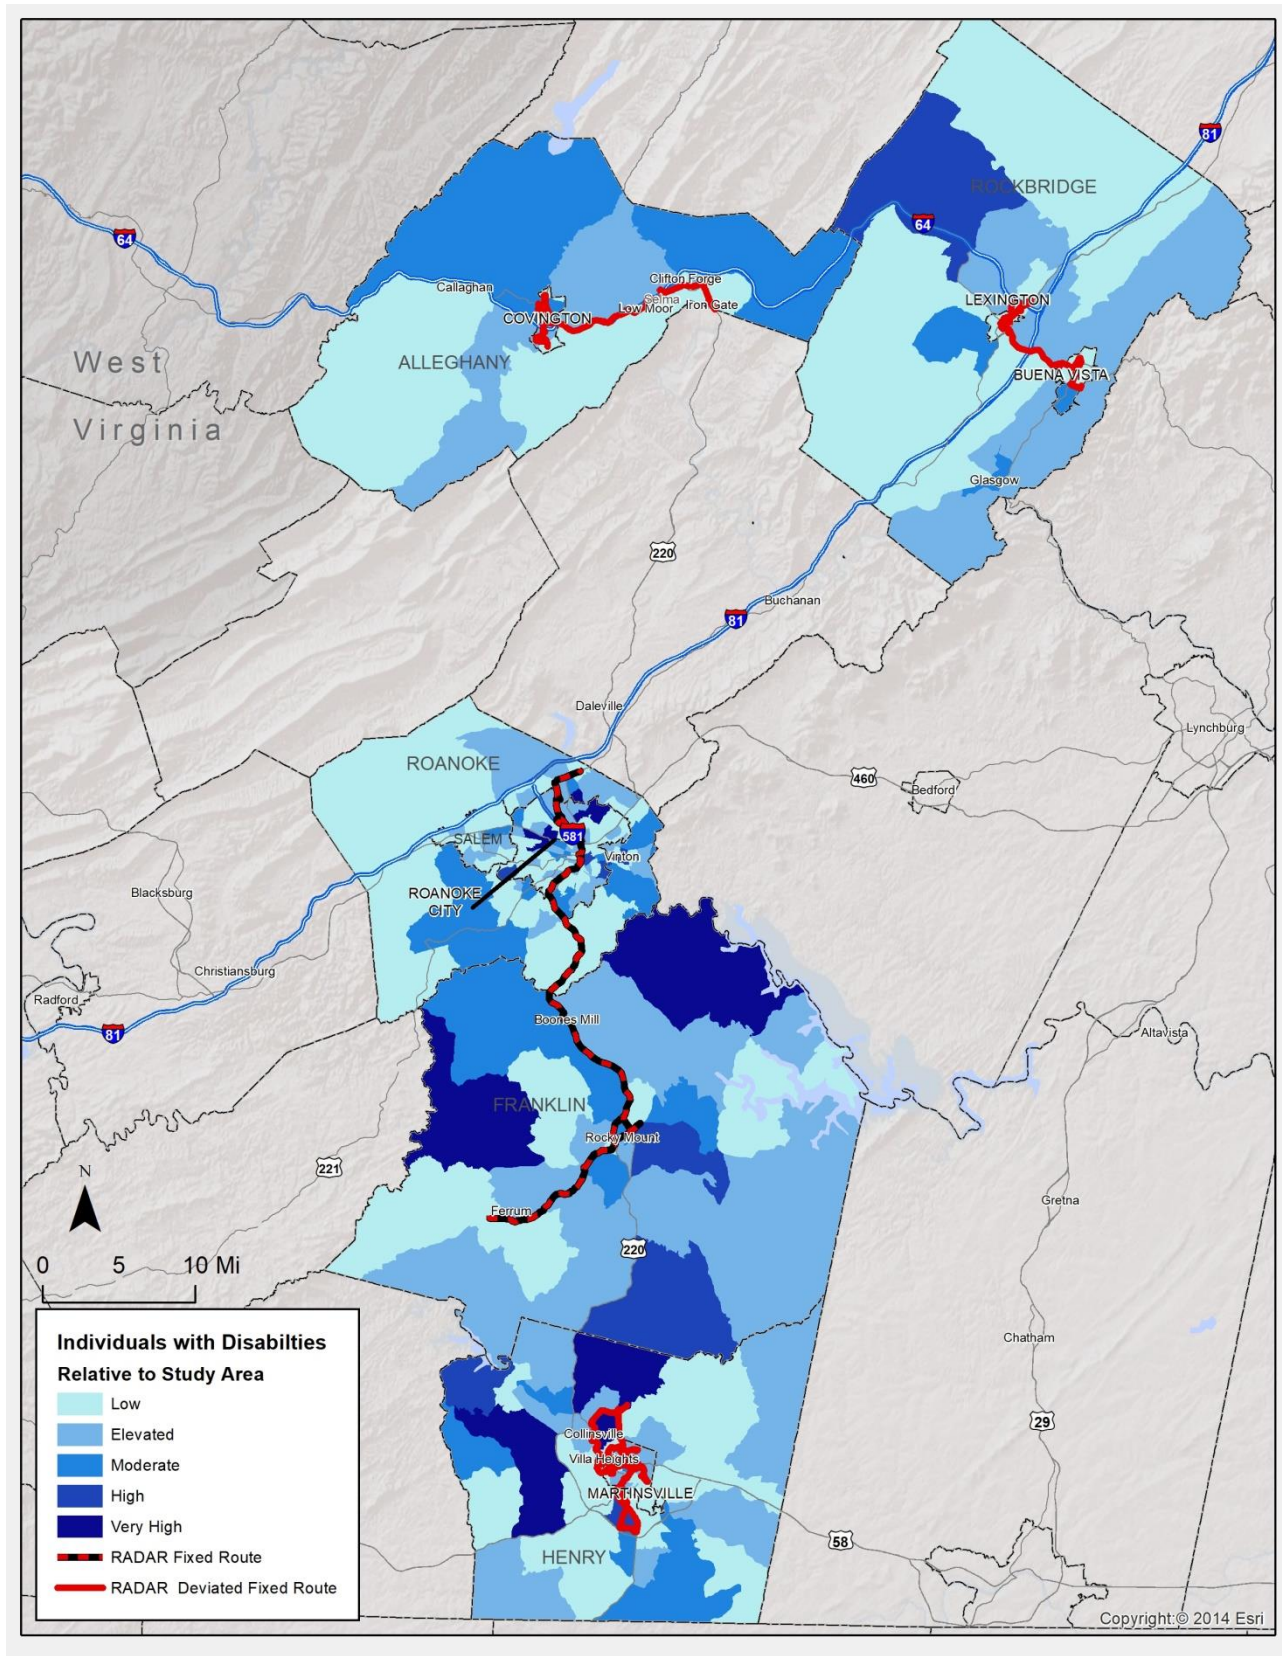 81
ROCKBRIDGE
64
64
Clifton Forge
Callaghan
Selma
Low Moor
Iron Gate
LEXINGTON
COVINGTON
ALLEGHANY
West
Virginia
BUENA VISTA
Glasgow
220
Buchanan
81
Daleville
Lynchburg
ROANOKE
460
Bedford
581
SALEM
Vinton
Blacksburg
ROANOKE
CITY
Christiansburg
Radford
81
Boones Mill
Altavista
FRANKLIN
Rocky Mount
221
N
Gretna
Ferrum
220
0 5 10 Mi
Chatham
Individuals with Disabilties
Relative to Study Area
Low
Elevated
Moderate
High
Very High
RADAR Fixed Route
RADAR Deviated Fixed Route
29
Collinsville
Villa Heights
MARTINSVILLE
58
HENRY
Copyright:© 2014 Esri